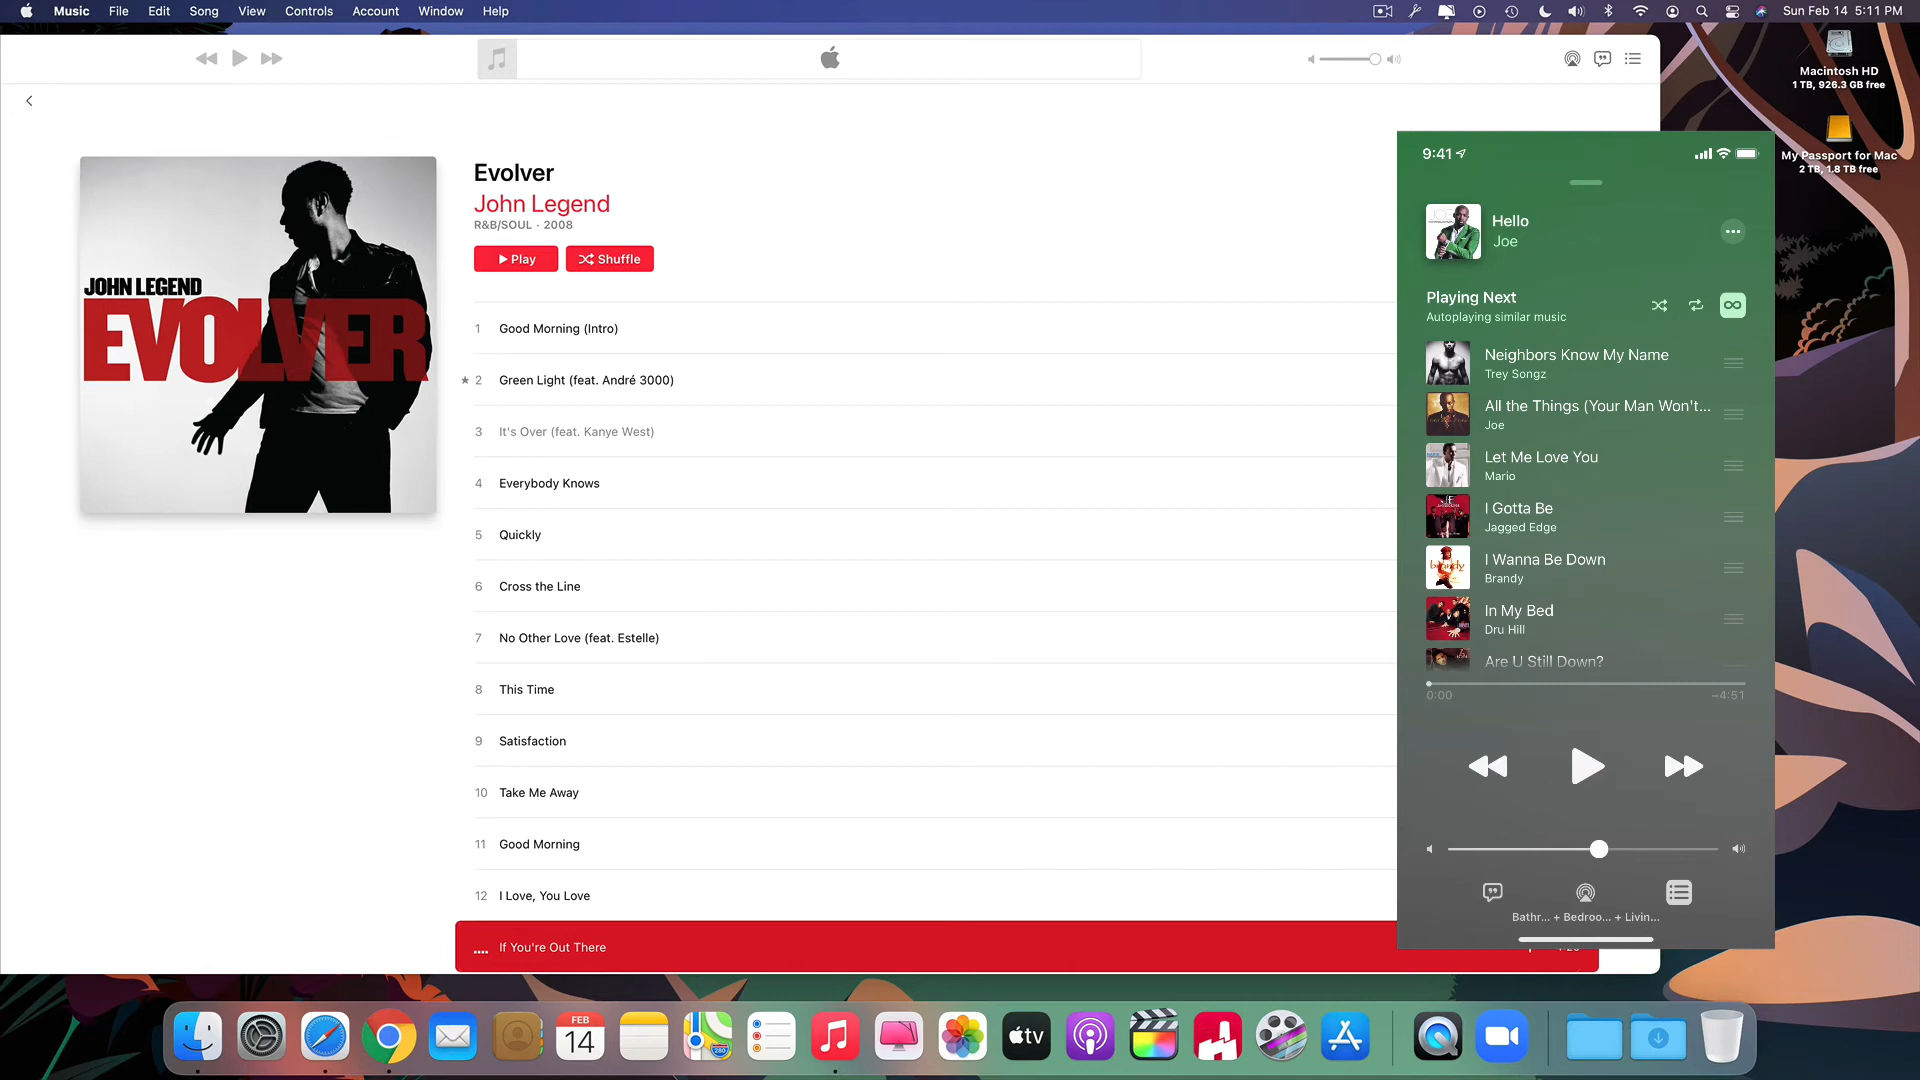 Music File Edit Song View Controls Account Window Help
Sun Feb 14 5:11 PM
Macintosh HD
1 TB, 926.3 GB free
My Passport for Mac
2 TB, 1.8 TB free
JOHN LEGEND
EVOLVER
Evolver
John Legend
R&B/SOUL · 2008
Play Shuffle
1 Good Morning (Intro)
★ 2 Green Light (feat. André 3000)
3 It's Over (feat. Kanye West)
4 Everybody Knows
5 Quickly
6 Cross the Line
7 No Other Love (feat. Estelle)
8 This Time
9 Satisfaction
10 Take Me Away
11 Good Morning
12 I Love, You Love
If You're Out There
9:41
Hello
Joe
Playing Next
Autoplaying similar music
Neighbors Know My Name
Trey Songz
All the Things (Your Man Won't...
Joe
Let Me Love You
Mario
I Gotta Be
Jagged Edge
I Wanna Be Down
brandy
Brandy
In My Bed
Dru Hill
Are U Still Down?
0:00 −4:51
Bathr... + Bedroo... + Livin...
FEB
14
280
tv